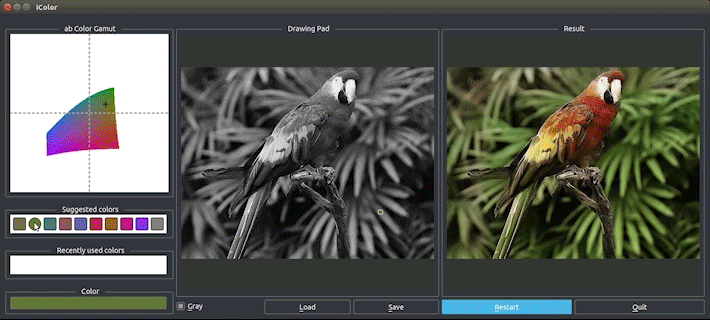 iColor
ab Color Gamut
Drawing Pad
Result
Suggested colors
Recently used colors
Color
Gray
Load
Save
Restart
Quit